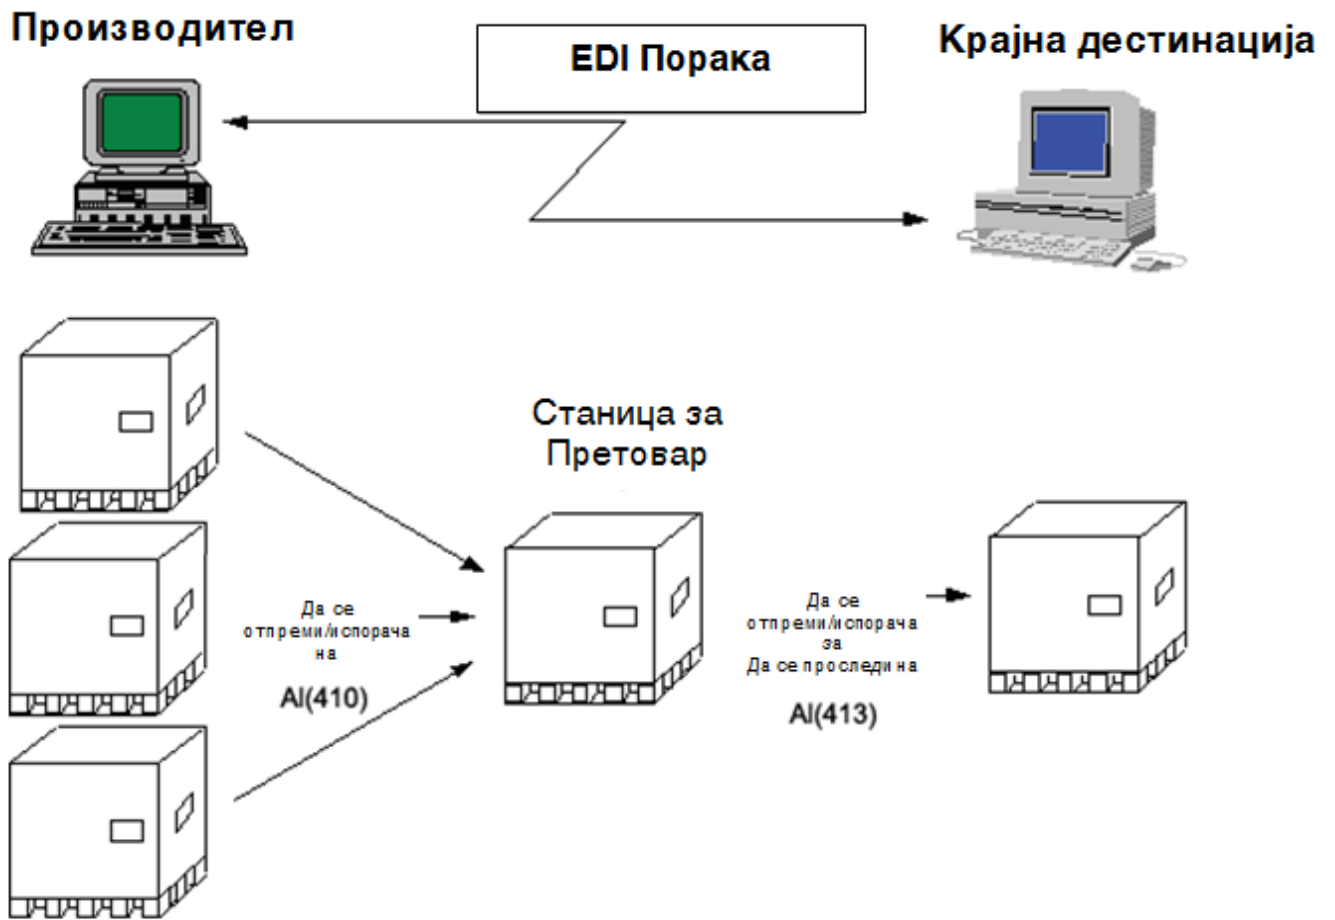 Производител
EDI Порака
Крајна дестинација
Станица за
Претовар
Да се
отпреми/испорача
на
AI(410)
Да се
отпреми/испорача
за
Да се проследи на
AI(413)